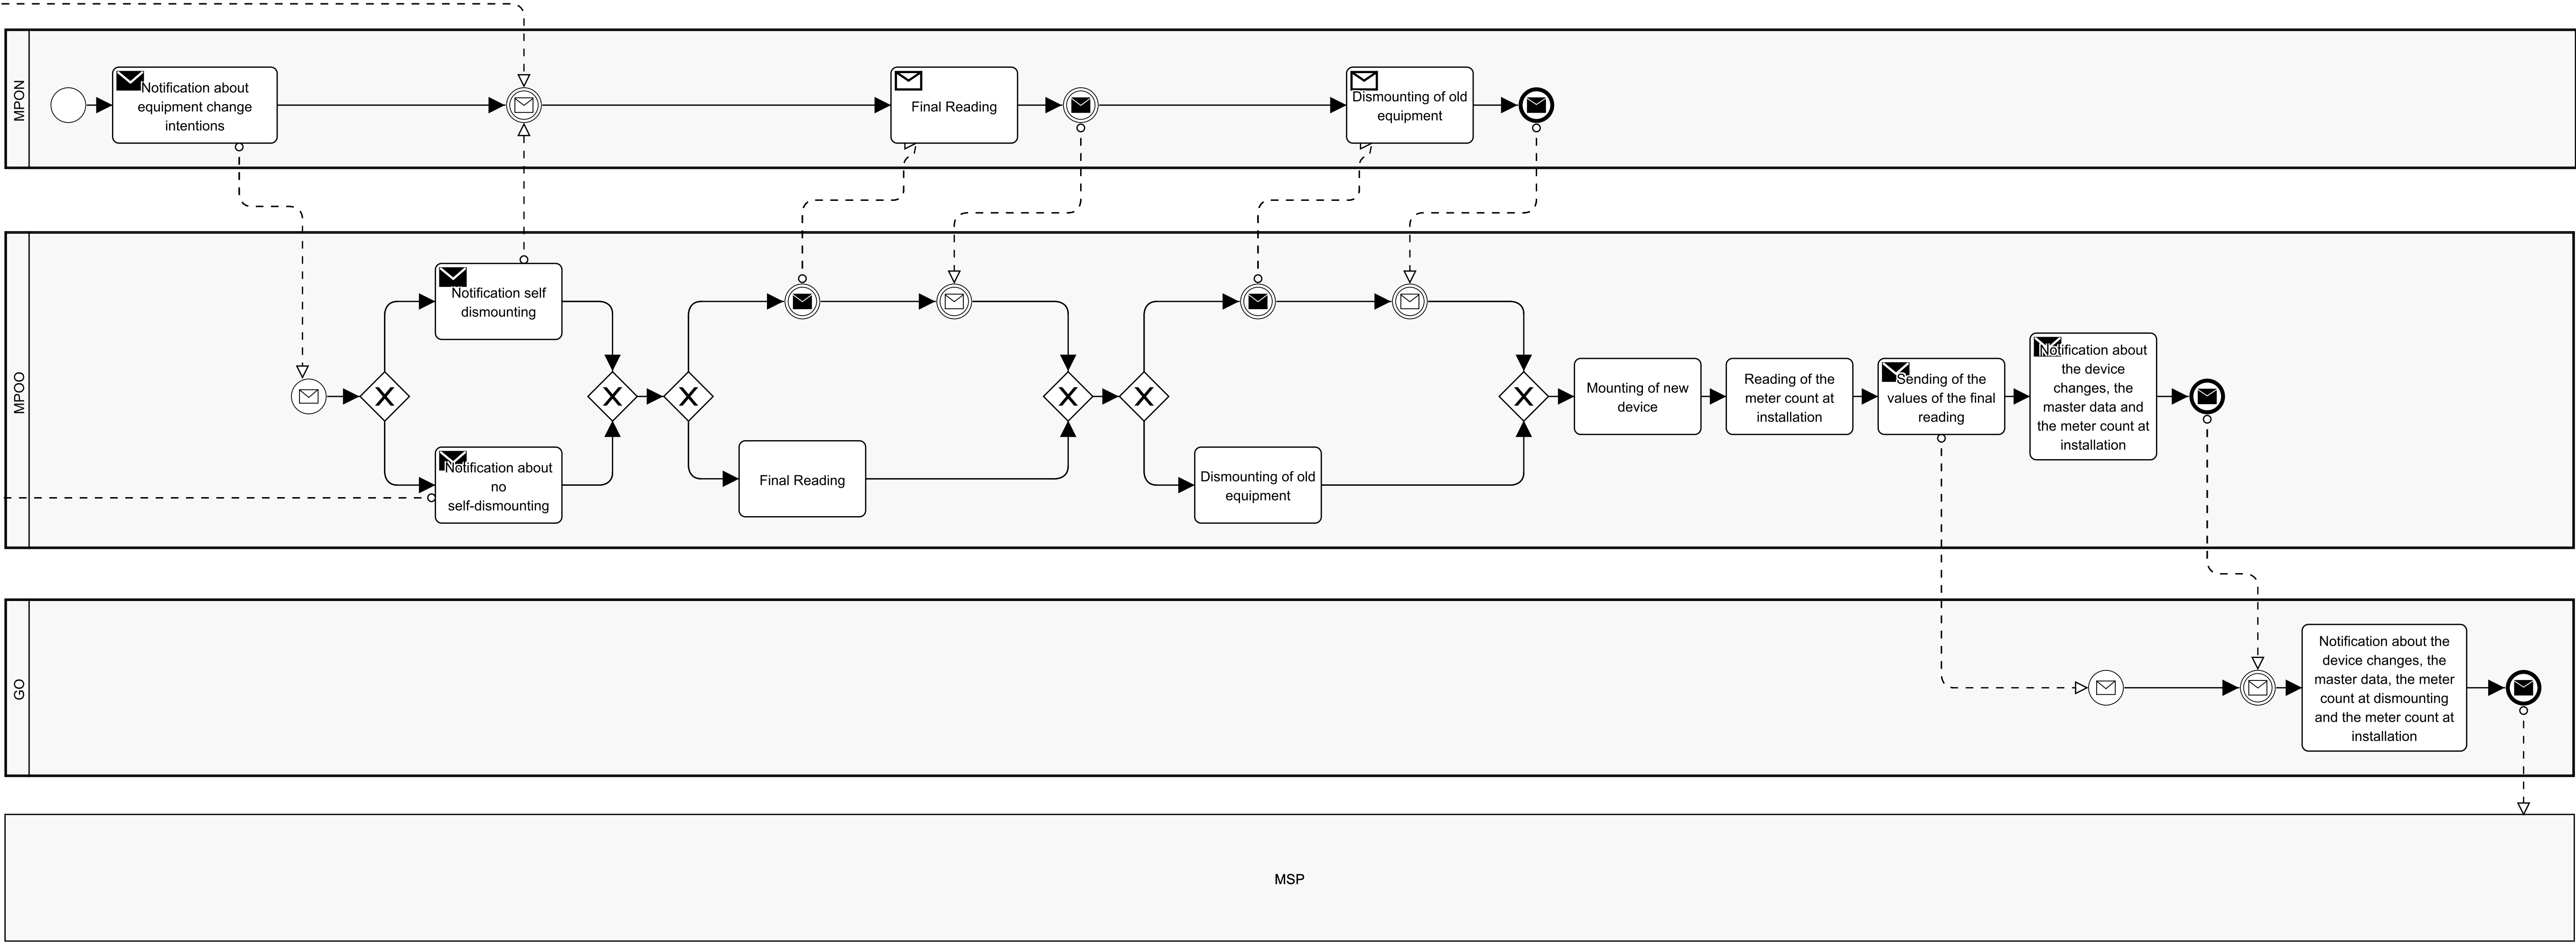 MPON
Notification about
equipment change
intentions
Final Reading
Dismounting of old
equipment
MPOO
Notification self
dismounting
Notification about
no
self-dismounting
Final Reading
Dismounting of old
equipment
Mounting of new
device
Reading of the
meter count at
installation
Sending of the
values of the final
reading
Notification about
the device
changes, the
master data and
the meter count at
installation
GO
Notification about the
device changes, the
master data, the meter
count at dismounting
and the meter count at
installation
MSP